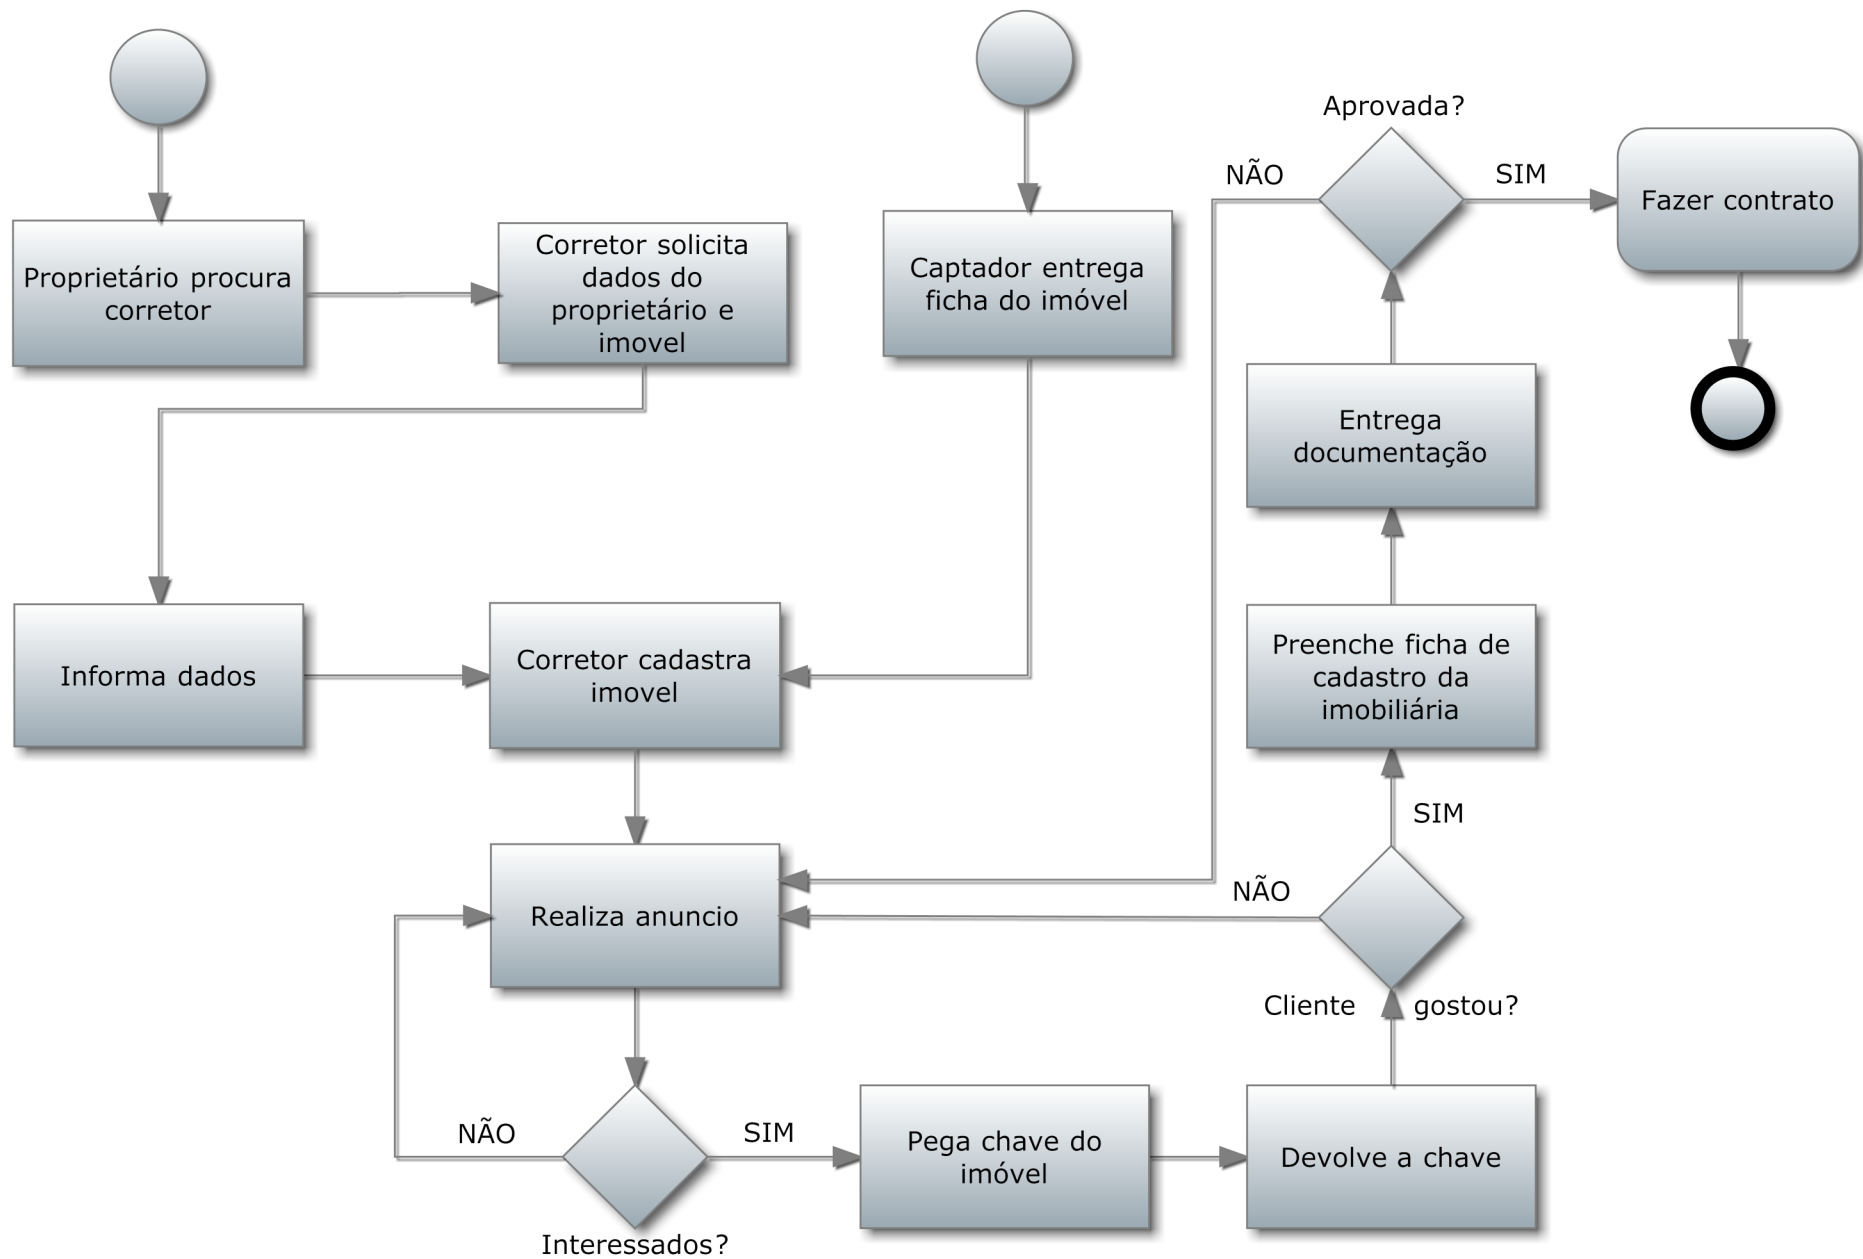 Proprietário procura
corretor
Corretor solicita
dados do
proprietário e
imovel
Captador entrega
ficha do imóvel
Aprovada?
NÃO
SIM
Fazer contrato
Entrega
documentação
Informa dados
Corretor cadastra
imovel
Preenche ficha de
cadastro da
imobiliária
SIM
NÃO
Realiza anuncio
Cliente gostou?
NÃO
SIM
Interessados?
Pega chave do
imóvel
Devolve a chave